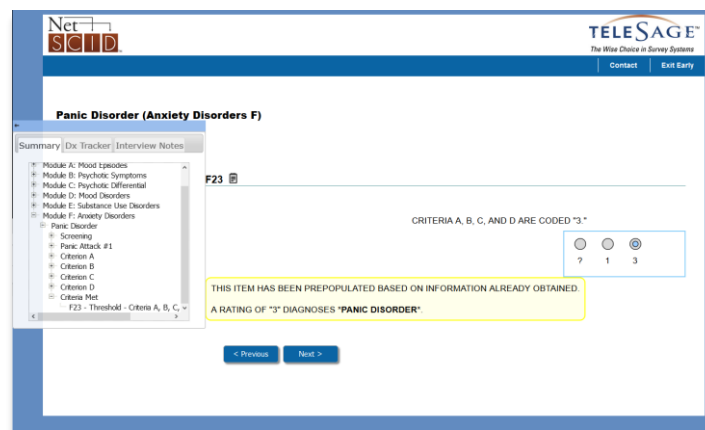 Net
SCID
TELESAGE™
The Wise Choice in Survey Systems
Contact
Exit Early
Panic Disorder (Anxiety Disorders F)
Summary
Dx Tracker
Interview Notes
Module A: Mood Episodes
Module B: Psychotic Symptoms
Module C: Psychotic Differential
Module D: Mood Disorders
Module E: Substance Use Disorders
Module F: Anxiety Disorders
Panic Disorder
Screening
Panic Attack #1
Criterion A
Criterion B
Criterion C
Criterion D
Criteria Met
F23 - Threshold - Criteria A, B, C,
F23
CRITERIA A, B, C, AND D ARE CODED "3."
? 1 3
THIS ITEM HAS BEEN PREPOPULATED BASED ON INFORMATION ALREADY OBTAINED.
A RATING OF "3" DIAGNOSES "PANIC DISORDER".
< Previous
Next >